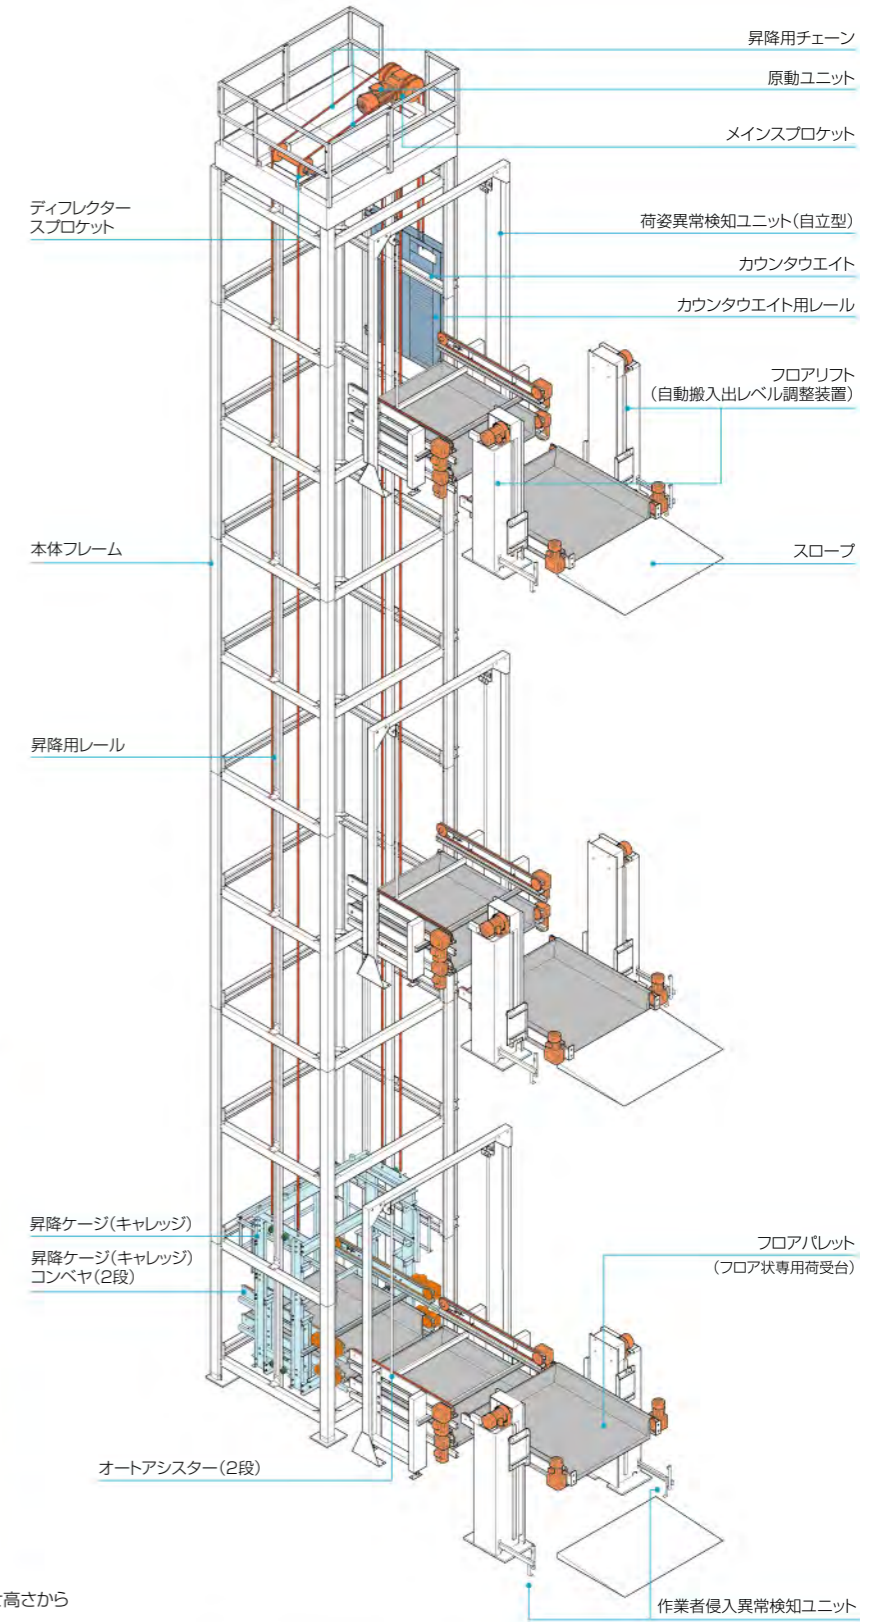 昇降用チェーン
原動ユニット
メインスプロケット
ディフレクター
スプロケット
荷姿異常検知ユニット(自立型)
カウンタウエイト
カウンタウエイト用レール
フロアリフト
(自動搬入出レベル調整装置)
本体フレーム
スロープ
昇降用レール
昇降ケージ(キャレッジ)
昇降ケージ(キャレッジ)
コンベヤ(2段)
フロアパレット
(フロア状専用荷受台)
オートアシスター(2段)
高さから
作業者侵入異常検知ユニット